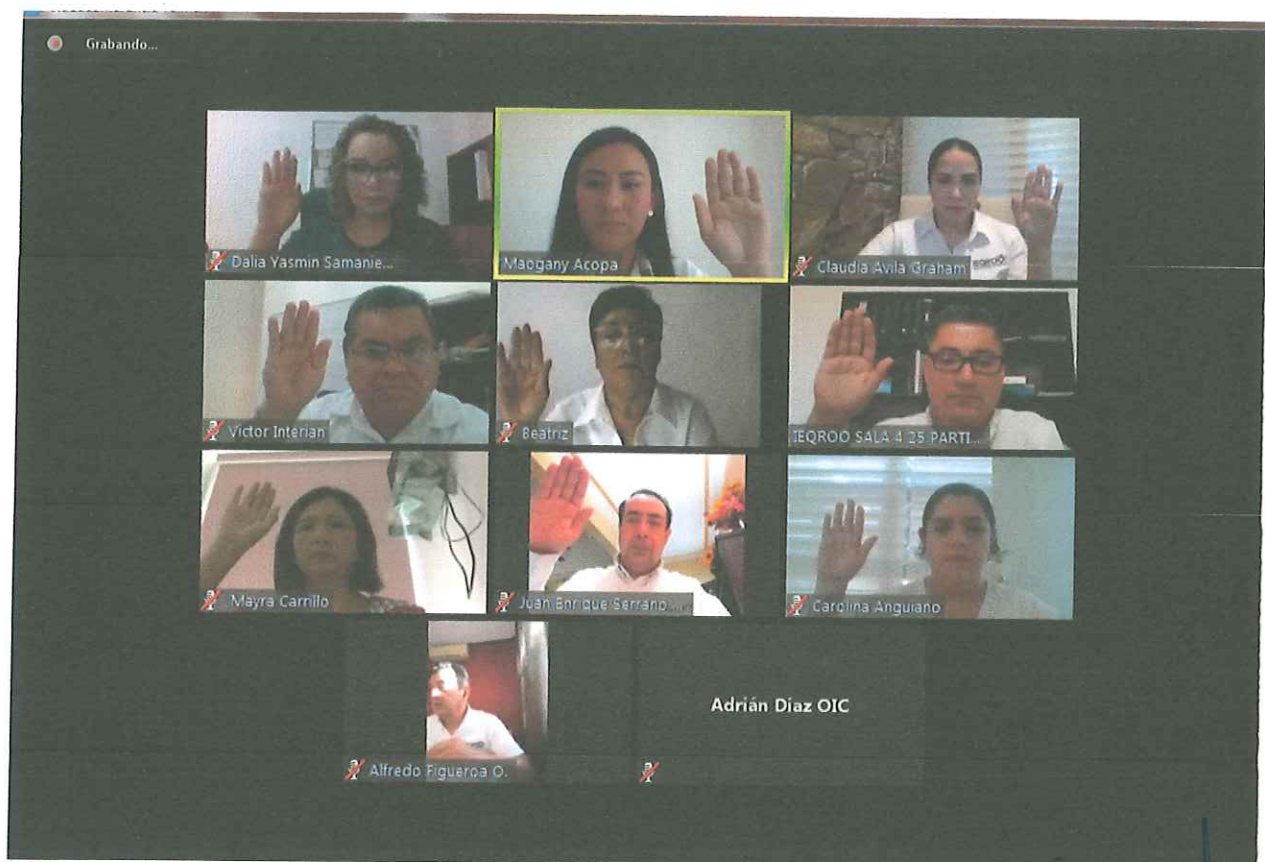 Grabando...
Dalia Yasmin Samanie...
Maogany Acopa
Claudia Avila Graham
Victor Interian
Beatriz
IEQROO SALA 4 25 PARTI...
Mayra Carrillo
Juan Enrique Serrano...
Carolina Anguiano
Alfredo Figueroa O.
Adrián Díaz OIC